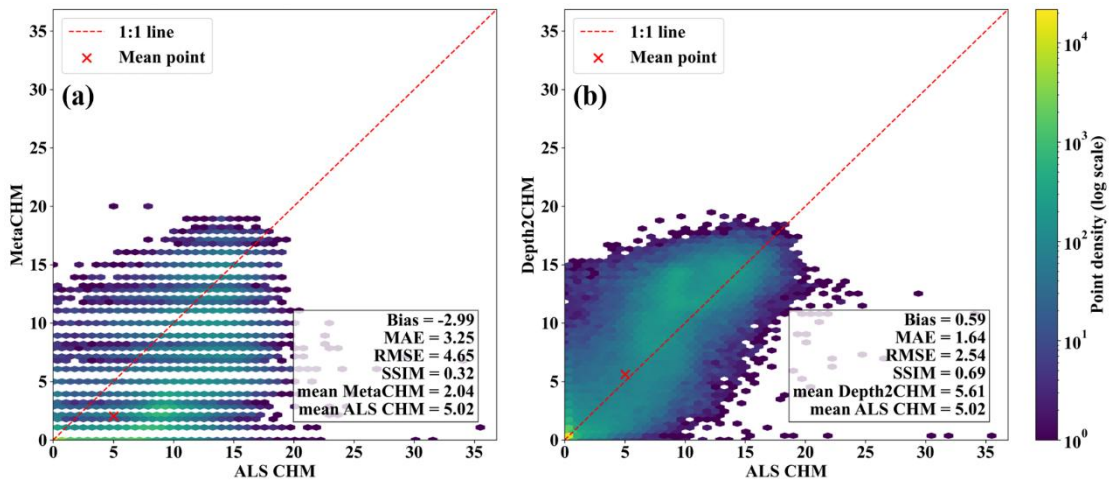 1:1 line
Mean point
(a)
35
30
25
20
15
10
5
0
MetaCHM
Bias = -2.99
MAE = 3.25
RMSE = 4.65
SSIM = 0.32
mean MetaCHM = 2.04
mean ALS CHM = 5.02
0 5 10 15 20 25 30 35
ALS CHM
1:1 line
Mean point
(b)
35
30
25
20
15
10
5
0
Depth2CHM
Bias = 0.59
MAE = 1.64
RMSE = 2.54
SSIM = 0.69
mean Depth2CHM = 5.61
mean ALS CHM = 5.02
0 5 10 15 20 25 30 35
ALS CHM
10^4
10^3
10^2
10^1
10^0
Point density (log scale)